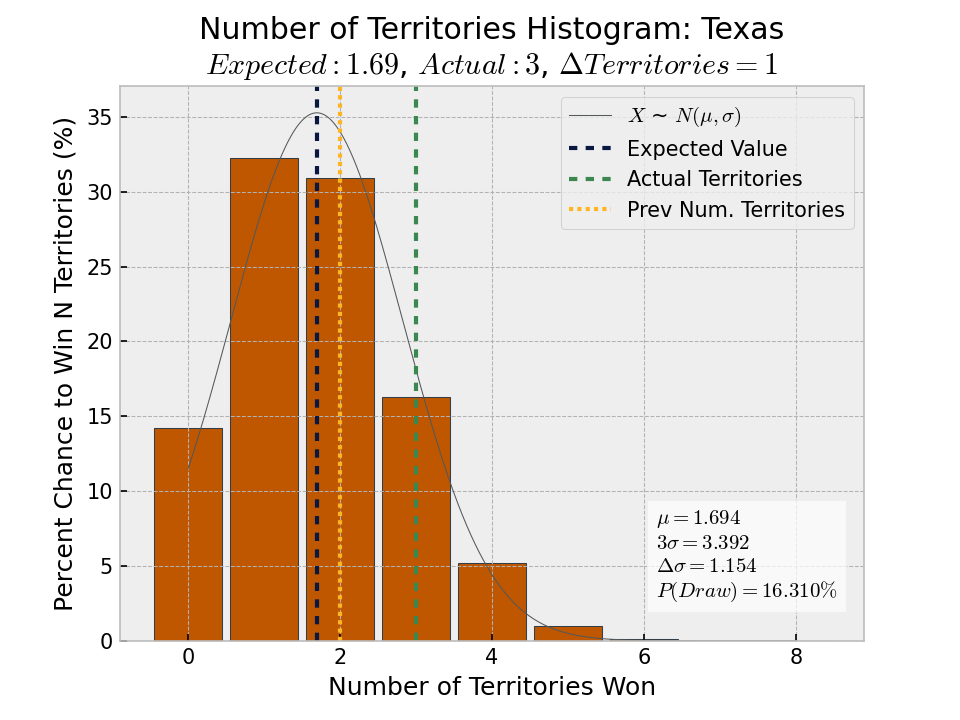 Number of Territories Histogram: Texas
Expected : 1.69, Actual : 3, ΔTerritories = 1
X ~ N(μ, σ)
Expected Value
Actual Territories
Prev Num. Territories
Percent Chance to Win N Territories (%)
35
30
25
20
15
10
5
0
μ = 1.694
3σ = 3.392
Δσ = 1.154
P(Draw) = 16.310%
0 2 4 6 8
Number of Territories Won